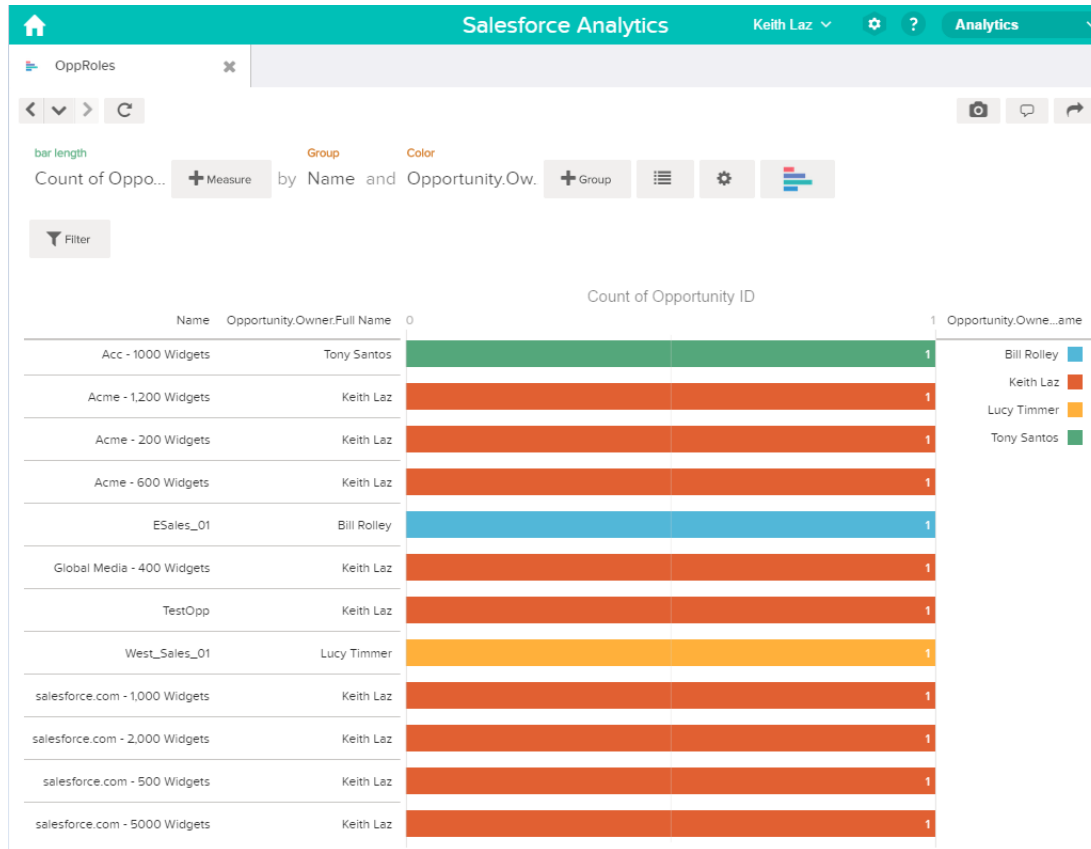 Salesforce Analytics Keith Laz ? Analytics
OppRoles
bar length Group Color
Count of Oppo... + Measure by Name and Opportunity.Ow. + Group
Filter
Count of Opportunity ID
Name Opportunity.Owner.Full Name 0 1 Opportunity.Owne...ame
Acc - 1000 Widgets Tony Santos 1 Bill Rolley
Keith Laz
Acme - 1,200 Widgets Keith Laz 1
Lucy Timmer
Acme - 200 Widgets Keith Laz 1 Tony Santos
Acme - 600 Widgets Keith Laz 1
ESales_01 Bill Rolley 1
Global Media - 400 Widgets Keith Laz 1
TestOpp Keith Laz 1
West_Sales_01 Lucy Timmer 1
salesforce.com - 1,000 Widgets Keith Laz 1
salesforce.com - 2,000 Widgets Keith Laz 1
salesforce.com - 500 Widgets Keith Laz 1
salesforce.com - 5000 Widgets Keith Laz 1